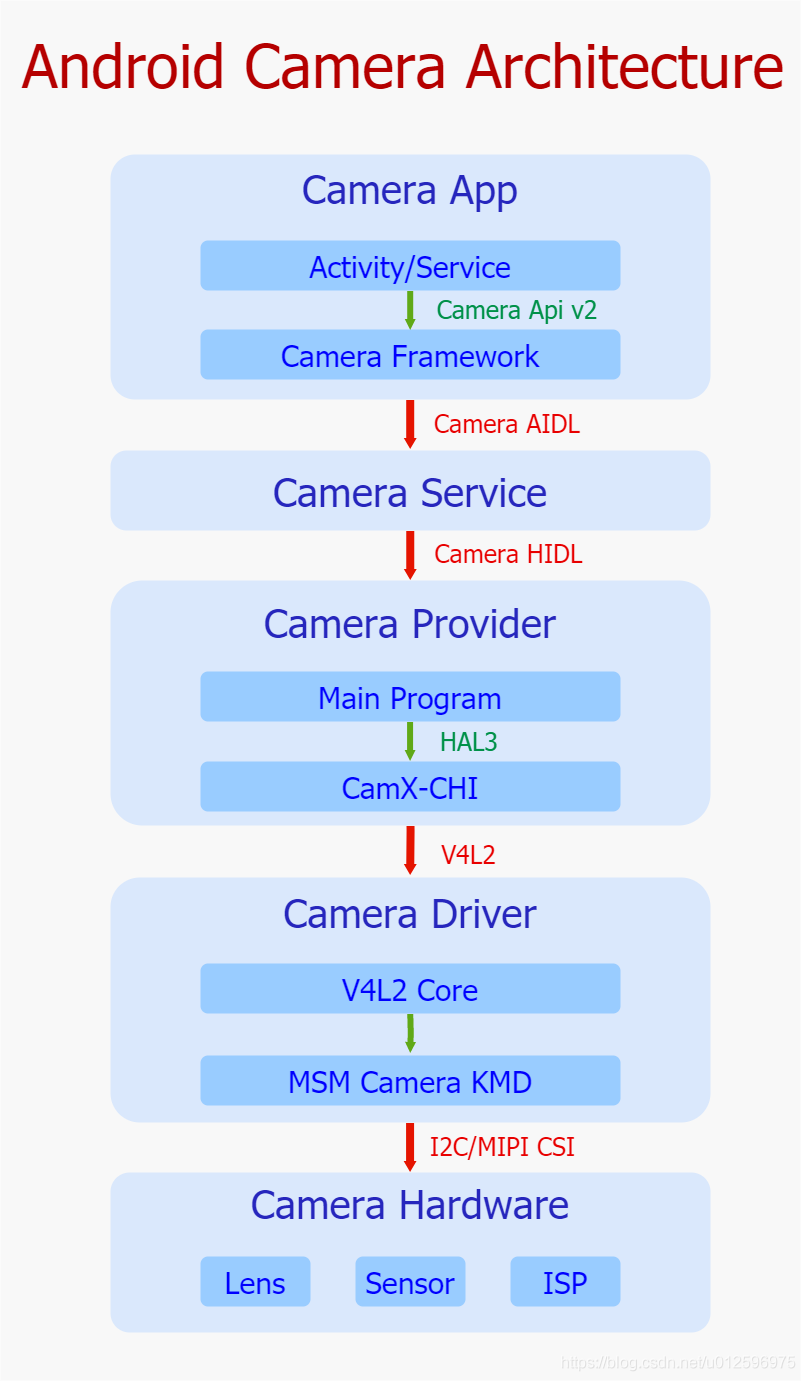 Android Camera Architecture
Camera App
Activity/Service
Camera Api v2
Camera Framework
Camera AIDL
Camera Service
Camera HIDL
Camera Provider
Main Program
HAL3
CamX-CHI
V4L2
Camera Driver
V4L2 Core
MSM Camera KMD
I2C/MIPI CSI
Camera Hardware
Lens
Sensor
ISP
https://blog.csdn.net/u012596975